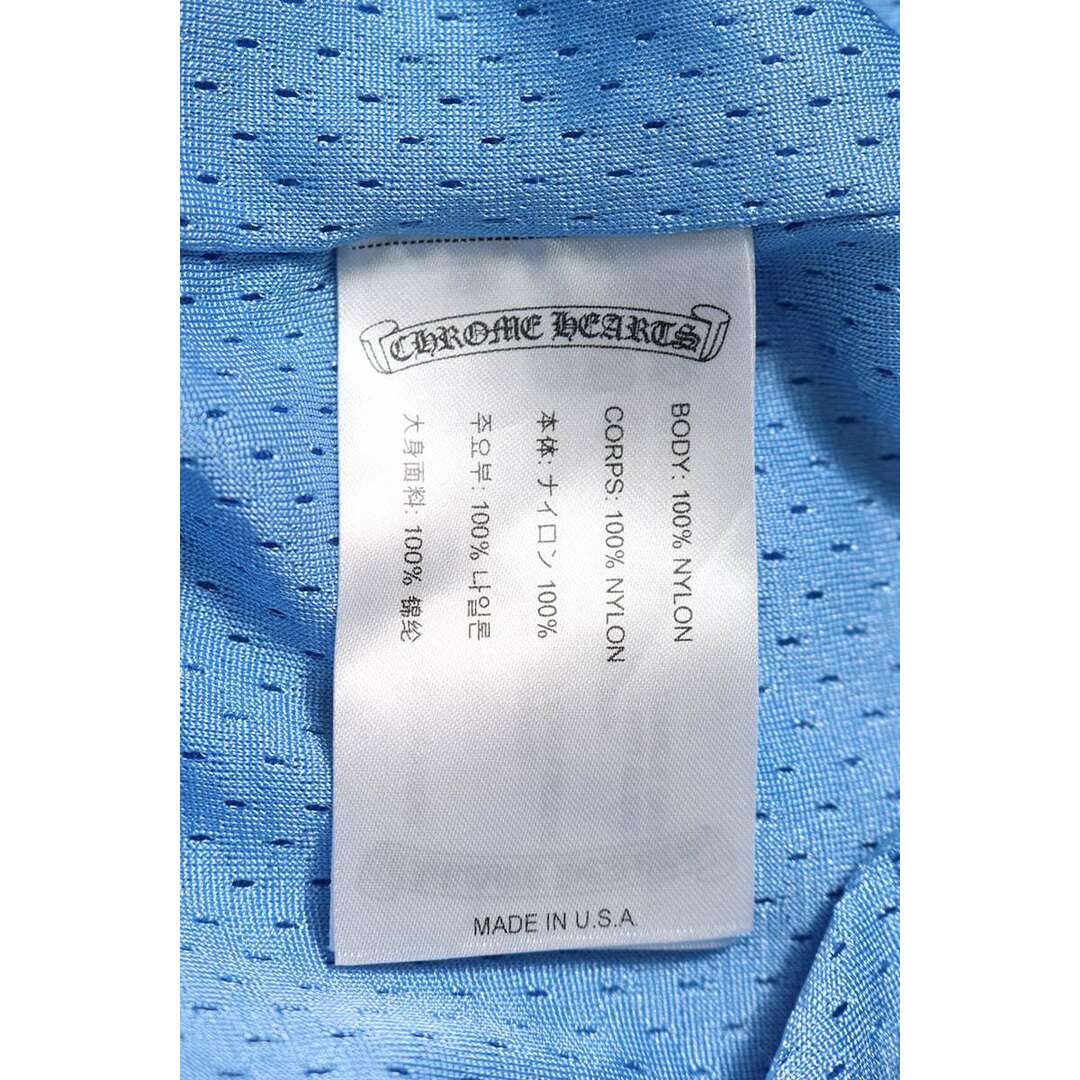 CHROME HEARTS
BODY: 100% NYLON
CORPS: 100% NYLON
本体: ナイロン 100%
주요부: 100% 나일론
大身面料: 100% 锦纶
MADE IN U.S.A.